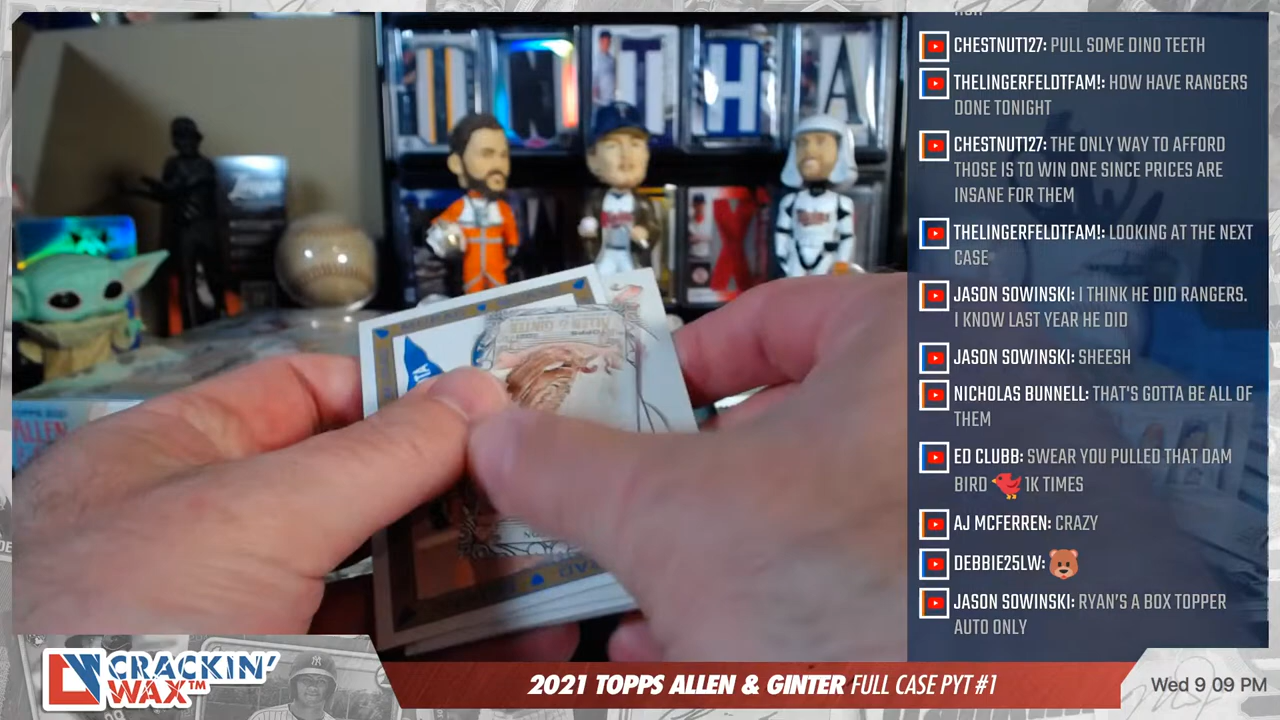 CHESTNUT127: PULL SOME DINO TEETH
THELINGERFELDTFAM!: HOW HAVE RANGERS
DONE TONIGHT
CHESTNUT127: THE ONLY WAY TO AFFORD
THOSE IS TO WIN ONE SINCE PRICES ARE
INSANE FOR THEM
THELINGERFELDTFAM!: LOOKING AT THE NEXT
CASE
JASON SOWINSKI: I THINK HE DID RANGERS.
I KNOW LAST YEAR HE DID
JASON SOWINSKI: SHEESH
NICHOLAS BUNNELL: THAT'S GOTTA BE ALL OF
THEM
ED CLUBB: SWEAR YOU PULLED THAT DAM
BIRD 🐦 1K TIMES
AJ MCFERREN: CRAZY
DEBBIE25LW: 🐻
JASON SOWINSKI: RYAN'S A BOX TOPPER
AUTO ONLY
T H A
X
CRACKIN'
WAX™
2021 TOPPS ALLEN & GINTER FULL CASE PYT #1
Wed 9 09 PM